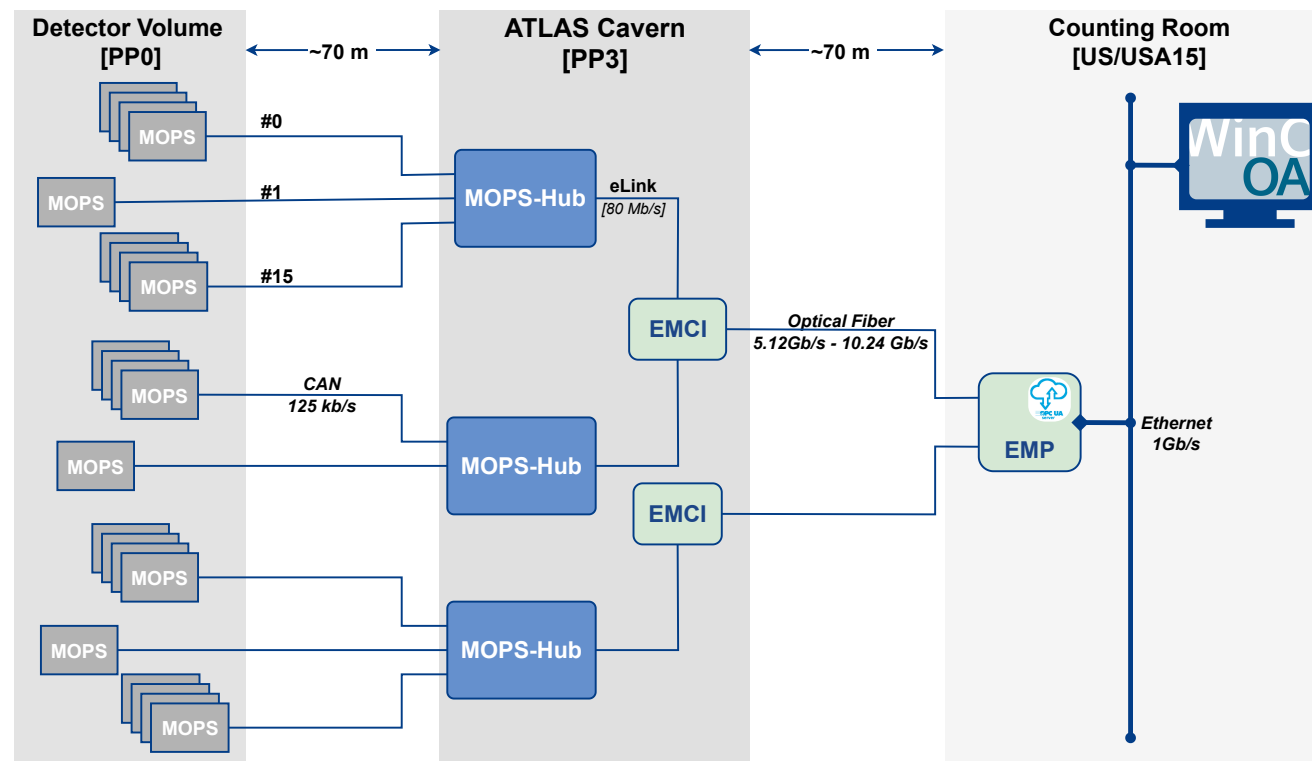 Detector Volume
[PP0]
~70 m
ATLAS Cavern
[PP3]
~70 m
Counting Room
[US/USA15]
MOPS
#0
MOPS
#1
MOPS
#15
MOPS-Hub
eLink
[80 Mb/s]
WinC
OA
EMCI
Optical Fiber
5.12Gb/s - 10.24 Gb/s
MOPS
CAN
125 kb/s
MOPS
MOPS-Hub
OPC UA
EMP
Ethernet
1Gb/s
EMCI
MOPS
MOPS
MOPS
MOPS-Hub